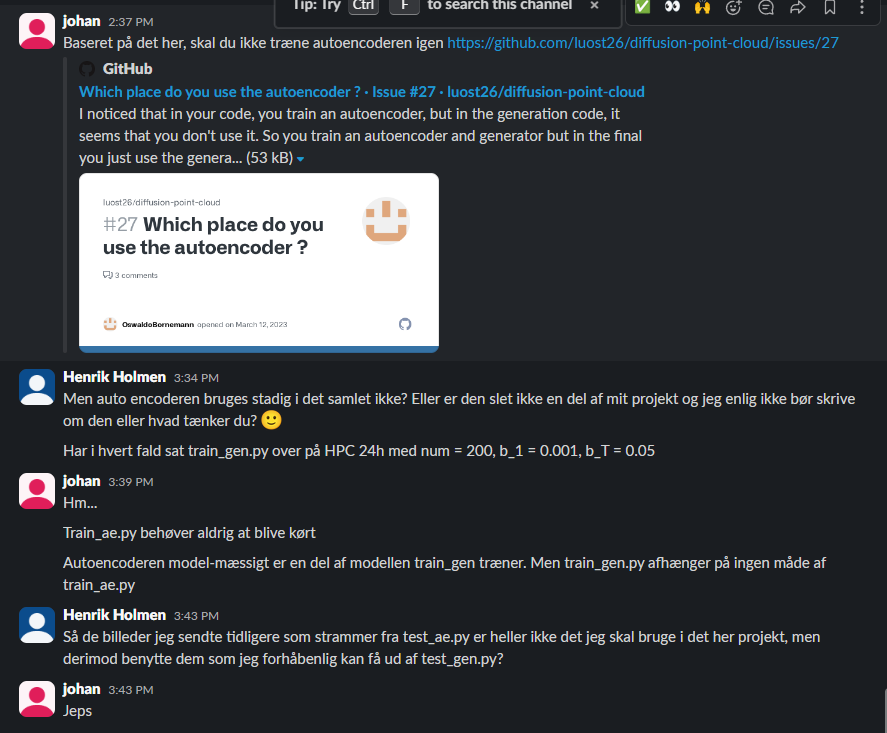 Tip: Try Ctrl F to search this channel ×
johan 2:37 PM
Baseret på det her, skal du ikke træne autoencoderen igen https://github.com/luost26/diffusion-point-cloud/issues/27
GitHub
Which place do you use the autoencoder ? · Issue #27 · luost26/diffusion-point-cloud
I noticed that in your code, you train an autoencoder, but in the generation code, it
seems that you don't use it. So you train an autoencoder and generator but in the final
you just use the genera... (53 kB)
luost26/diffusion-point-cloud
#27 Which place do you
use the autoencoder ?
3 comments
OswaldoBornemann opened on March 12, 2023
Henrik Holmen 3:34 PM
Men auto encoderen bruges stadig i det samlet ikke? Eller er den slet ikke en del af mit projekt og jeg enlig ikke bør skrive
om den eller hvad tænker du? 🙂
Har i hvert fald sat train_gen.py over på HPC 24h med num = 200, b_1 = 0.001, b_T = 0.05
johan 3:39 PM
Hm...
Train_ae.py behøver aldrig at blive kørt
Autoencoderen model-mæssigt er en del af modellen train_gen træner. Men train_gen.py afhænger på ingen måde af
train_ae.py
Henrik Holmen 3:43 PM
Så de billeder jeg sendte tidligere som strammer fra test_ae.py er heller ikke det jeg skal bruge i det her projekt, men
derimod benytte dem som jeg forhåbenlig kan få ud af test_gen.py?
johan 3:43 PM
Jeps